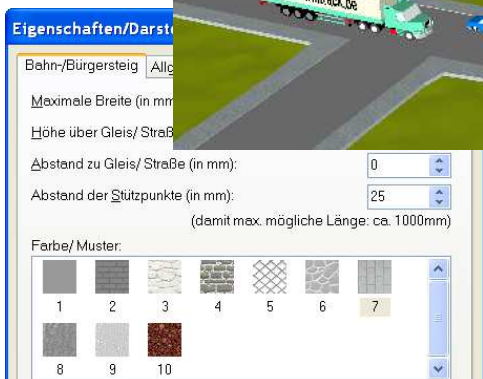 Eigenschaften/Darst
Bahn-/Bürgersteig
Maximale Breite (in mm
Höhe über Gleis/ Straß
Abstand zu Gleis/ Straße (in mm): 0
Abstand der Stützpunkte (in mm): 25
(damit max. mögliche Länge: ca. 1000mm)
Farbe/ Muster:
1 2 3 4 5 6 7
8 9 10